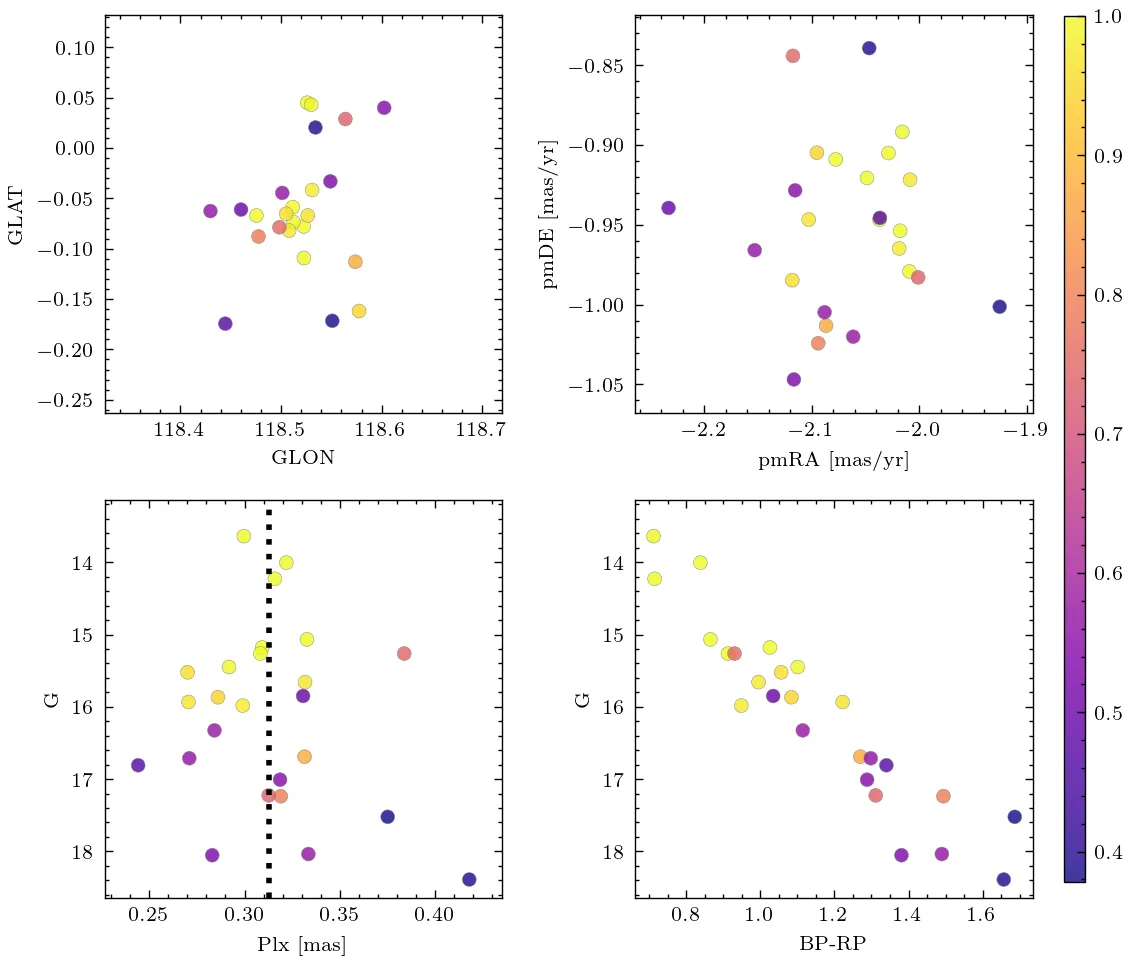 0.10
0.05
0.00
−0.05
−0.10
−0.15
−0.20
−0.25
GLAT
118.4 118.5 118.6 118.7
GLON
−0.85
−0.90
−0.95
−1.00
−1.05
pmDE [mas/yr]
−2.2 −2.1 −2.0 −1.9
pmRA [mas/yr]
14
15
16
17
18
G
0.25 0.30 0.35 0.40
Plx [mas]
14
15
16
17
18
G
0.8 1.0 1.2 1.4 1.6
BP-RP
1.0
0.9
0.8
0.7
0.6
0.5
0.4